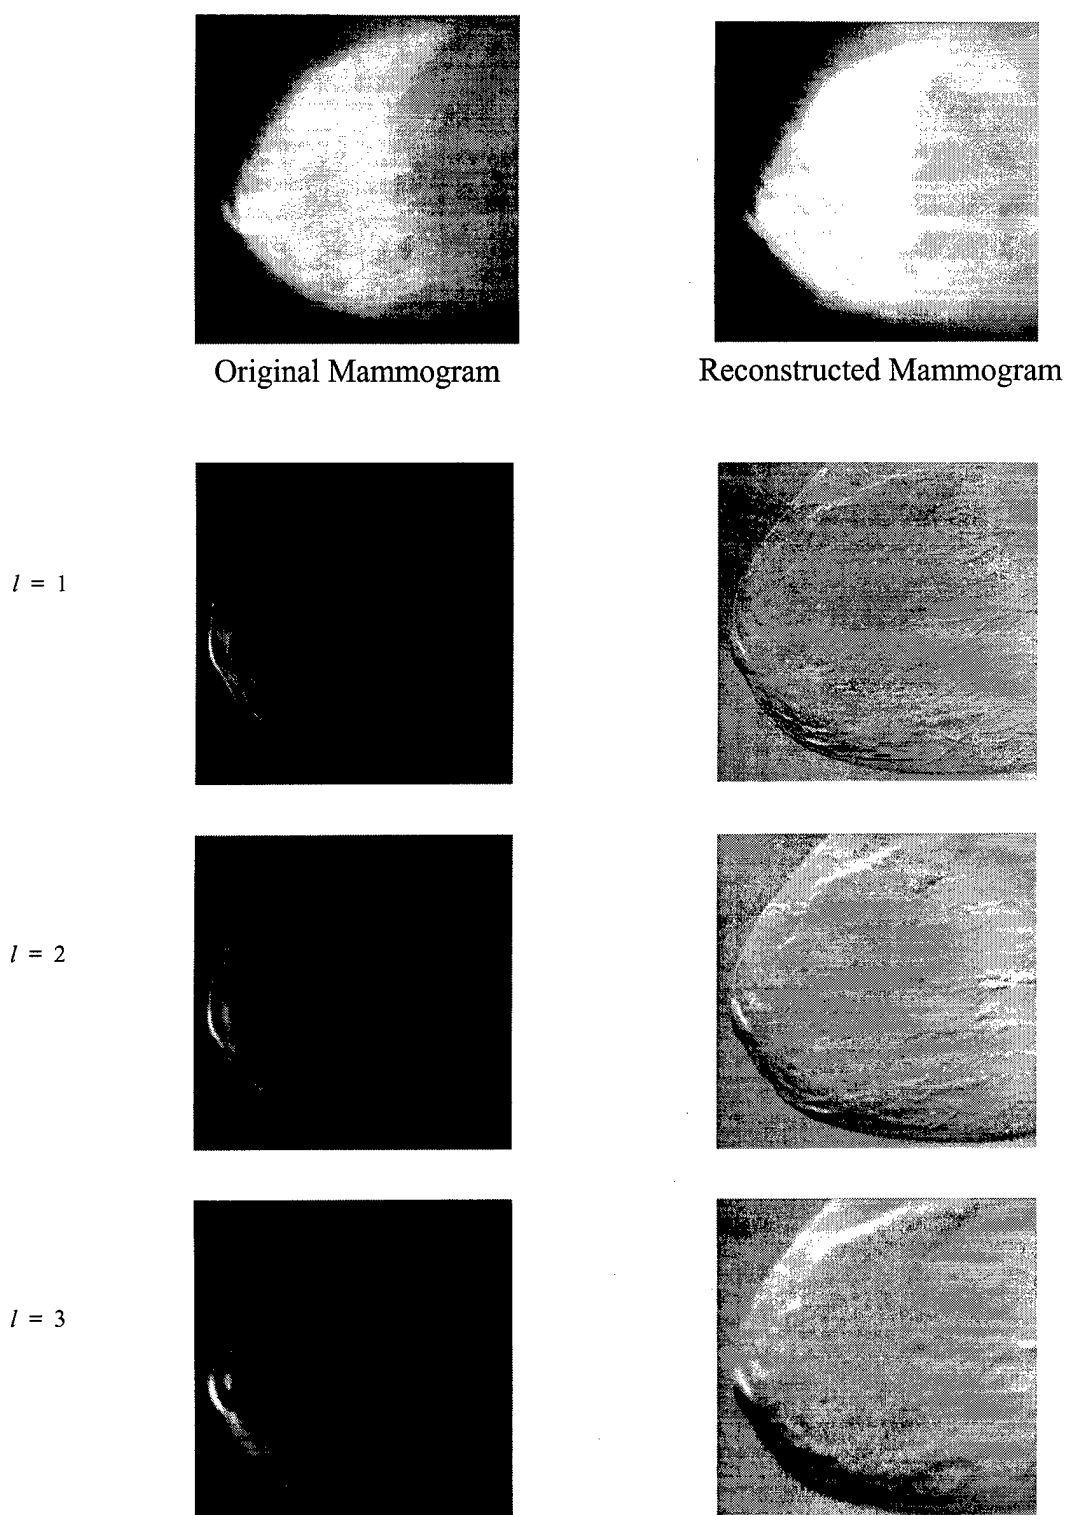 Original Mammogram
Reconstructed Mammogram
l = 1
l = 2
l = 3